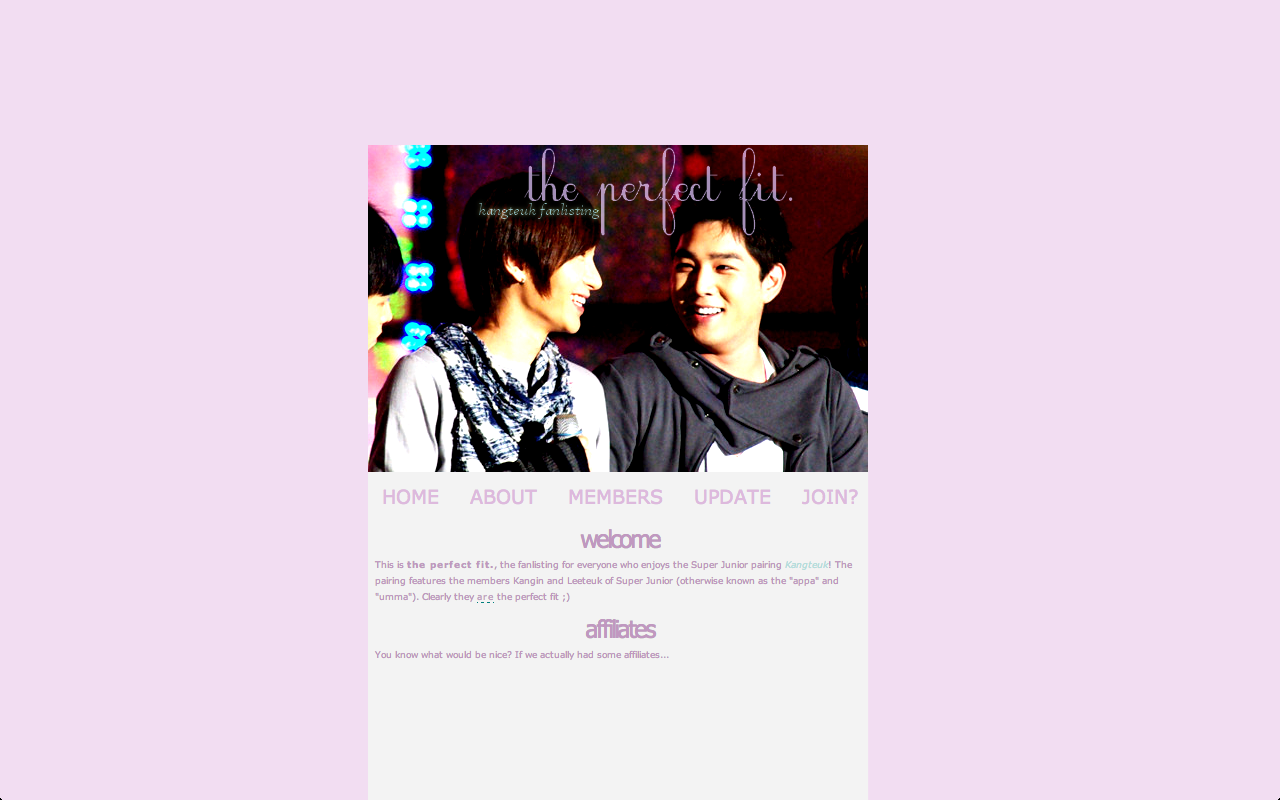 the perfect fit.
kangteuk fanlisting
HOME ABOUT MEMBERS UPDATE JOIN?
welcome
This is the perfect fit., the fanlisting for everyone who enjoys the Super Junior pairing Kangteuk! The
pairing features the members Kangin and Leeteuk of Super Junior (otherwise known as the "appa" and
"umma"). Clearly they are the perfect fit ;)
affiliates
You know what would be nice? If we actually had some affiliates...